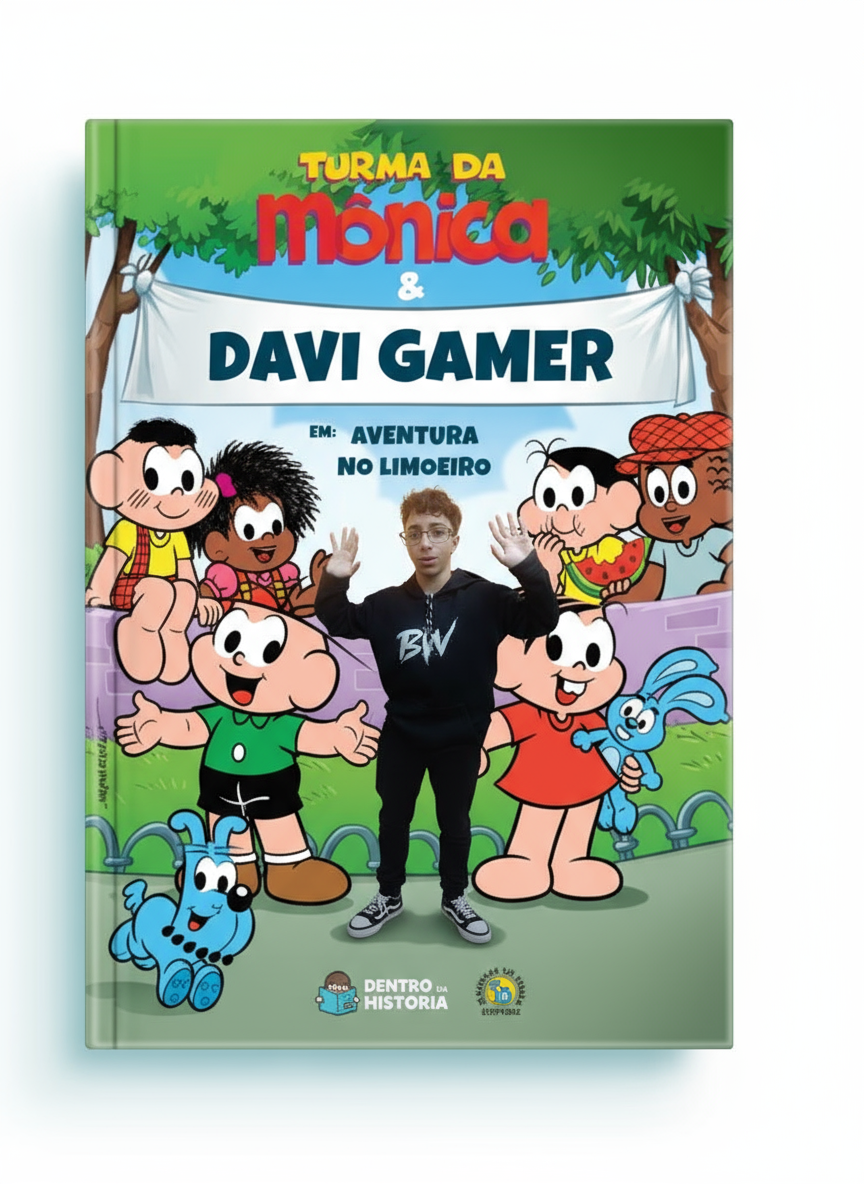 TURMA DA
Mônica
&
DAVI GAMER
EM: AVENTURA
NO LIMOEIRO
BW
DENTRO DA
HISTORIA